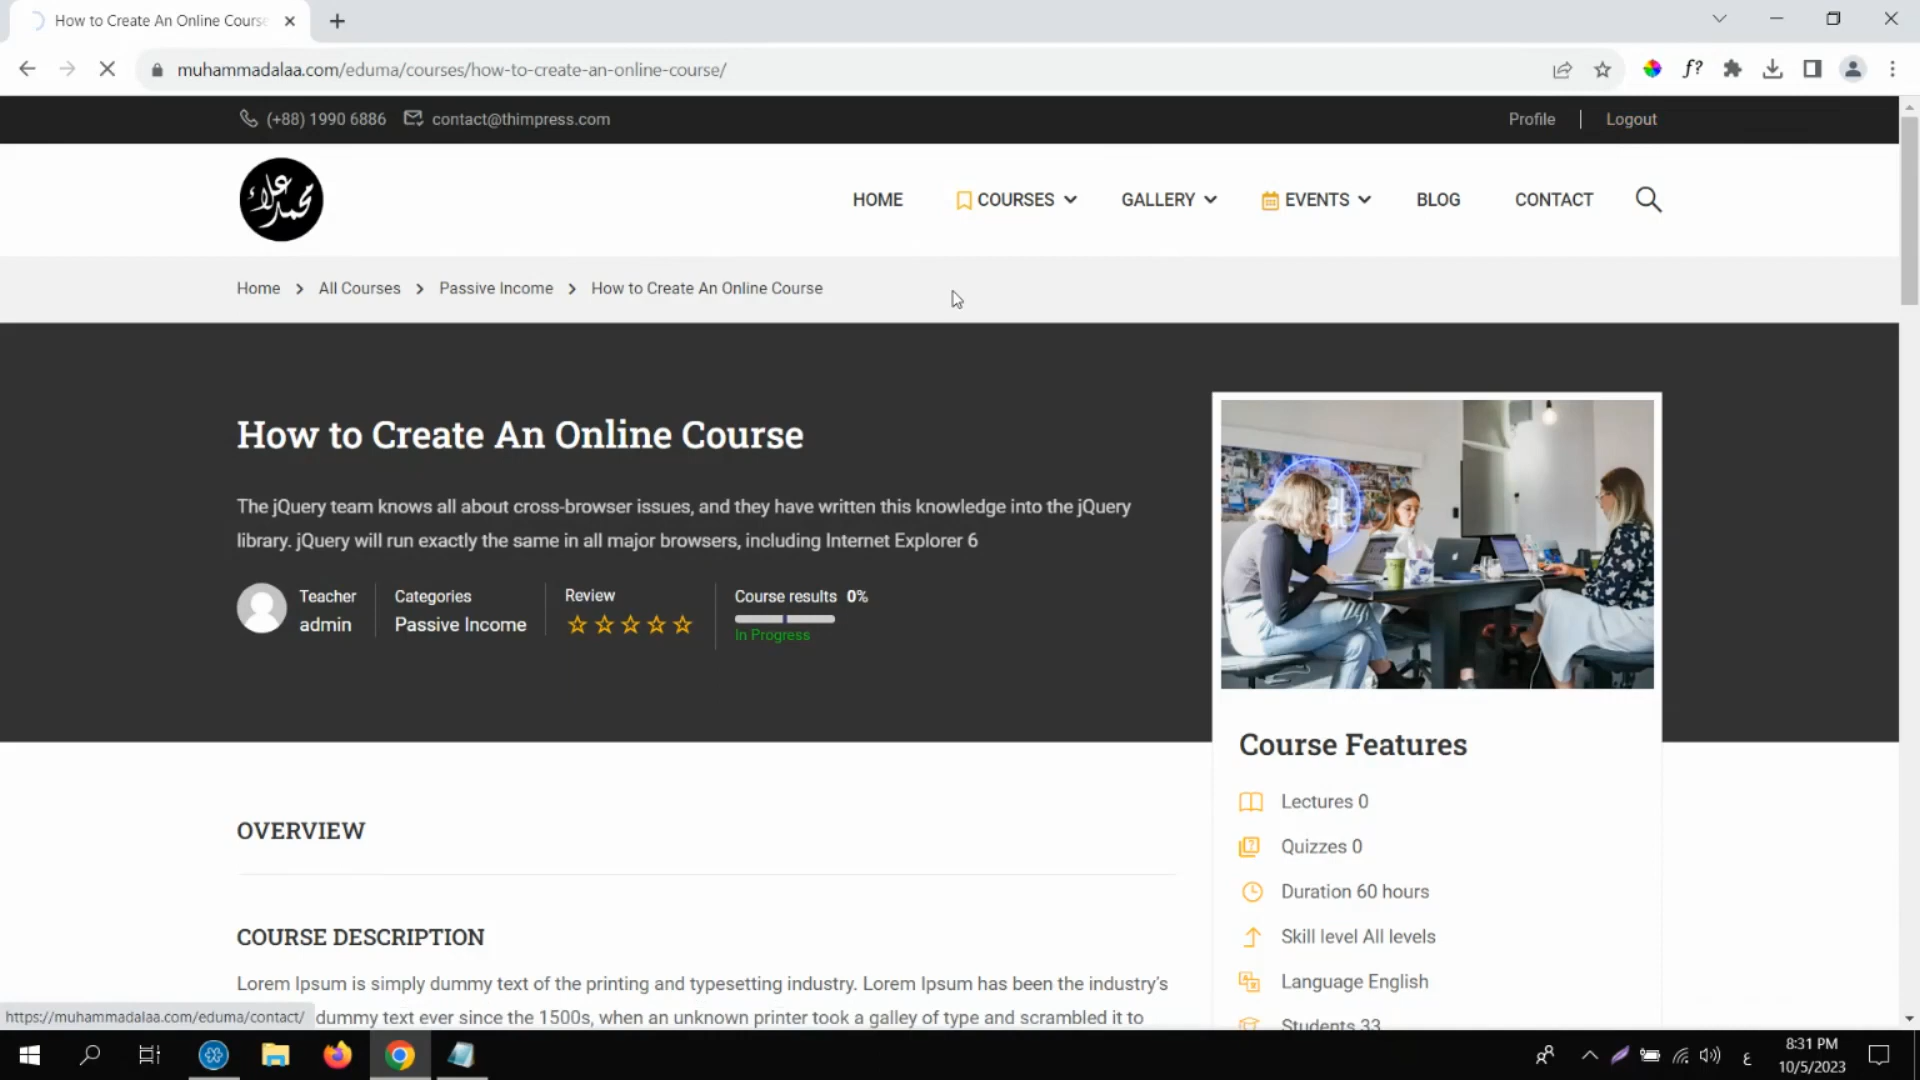 How to Create An Online Course
muhammadalaa.com/eduma/courses/how-to-create-an-online-course/
f?
(+88) 1990 6886 contact@thimpress.com
Profile | Logout
محمد علاء
HOME COURSES GALLERY EVENTS BLOG CONTACT
Home > All Courses > Passive Income > How to Create An Online Course
How to Create An Online Course
The jQuery team knows all about cross-browser issues, and they have written this knowledge into the jQuery
library. jQuery will run exactly the same in all major browsers, including Internet Explorer 6
Teacher
admin
Categories
Passive Income
Review
Course results 0%
In Progress
Course Features
Lectures 0
Quizzes 0
Duration 60 hours
Skill level All levels
Language English
Students 33
OVERVIEW
COURSE DESCRIPTION
Lorem Ipsum is simply dummy text of the printing and typesetting industry. Lorem Ipsum has been the industry's
dummy text ever since the 1500s, when an unknown printer took a galley of type and scrambled it to
https://muhammadalaa.com/eduma/contact/
ع
8:31 PM
10/5/2023